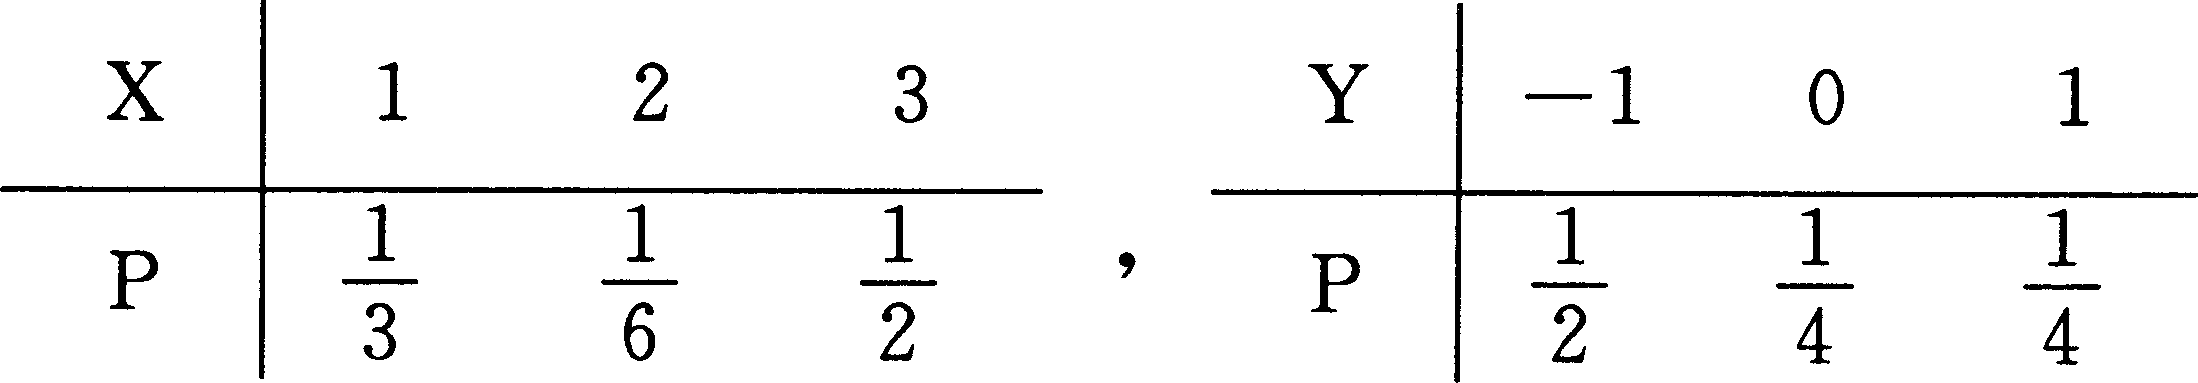 X 1 2 3
P 1/3 1/6 1/2 ,
Y −1 0 1
P 1/2 1/4 1/4